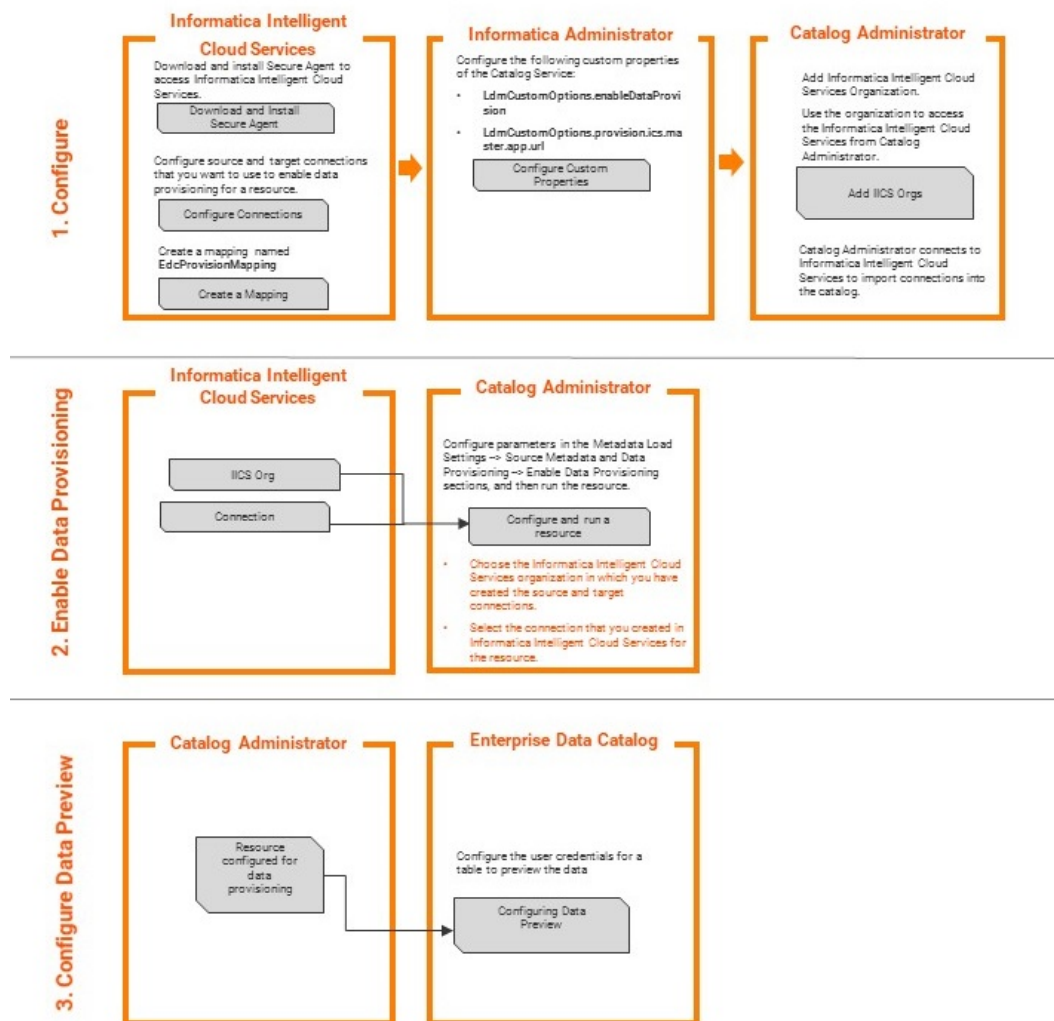 1. Configure
Informatica Intelligent
Cloud Services
Download and install Secure Agent to
access Informatica Intelligent Cloud
Services.
Download and Install
Secure Agent
Configure source and target connections
that you want to use to enable data
provisioning for a resource.
Configure Connections
Create a mapping named
EdcProvisionMapping
Create a Mapping
Informatica Administrator
Configure the following custom properties
of the Catalog Service:
• LdmCustomOptions.enableDataProvi
sion
• LdmCustomOptions.provision.ics.ma
ster.app.url
Configure Custom
Properties
Catalog Administrator
Add Informatica Intelligent Cloud
Services Organization.
Use the organization to access
the Informatica Intelligent Cloud
Services from Catalog
Administrator.
Add IICS Orgs
Catalog Administrator connects to
Informatica Intelligent Cloud
Services to import connections into
the catalog.
2. Enable Data Provisioning
Informatica Intelligent
Cloud Services
IICS Org
Connection
Catalog Administrator
Configure parameters in the Metadata Load
Settings –> Source Metadata and Data
Provisioning –> Enable Data Provisioning
sections, and then run the resource.
Configure and run a
resource
• Choose the Informatica Intelligent Cloud
Services organization in which you have
created the source and target
connections.
• Select the connection that you created in
Informatica Intelligent Cloud Services for
the resource.
3. Configure Data Preview
Catalog Administrator
Resource
configured for
data
provisioning
Enterprise Data Catalog
Configure the user credentials for a
table to preview the data
Configuring Data
Preview